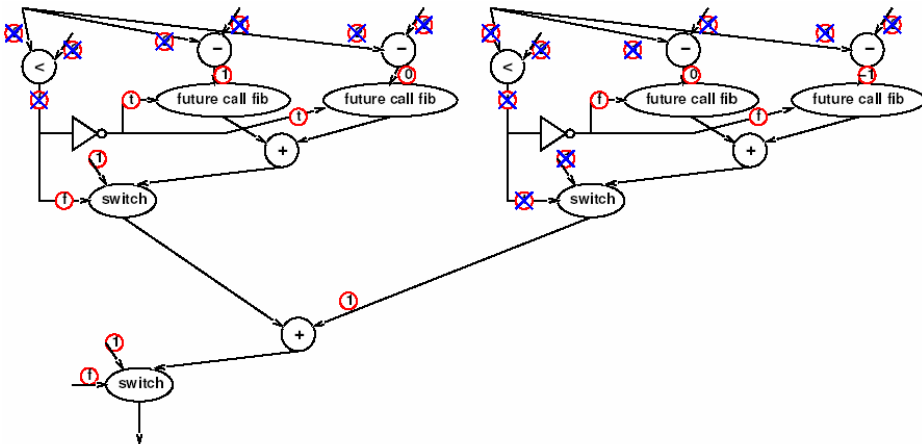 - - - -
< <
1 0 0 -1
t future call fib future call fib f future call fib future call fib
t f
+ +
1
f switch switch
1
+
1
f switch
y